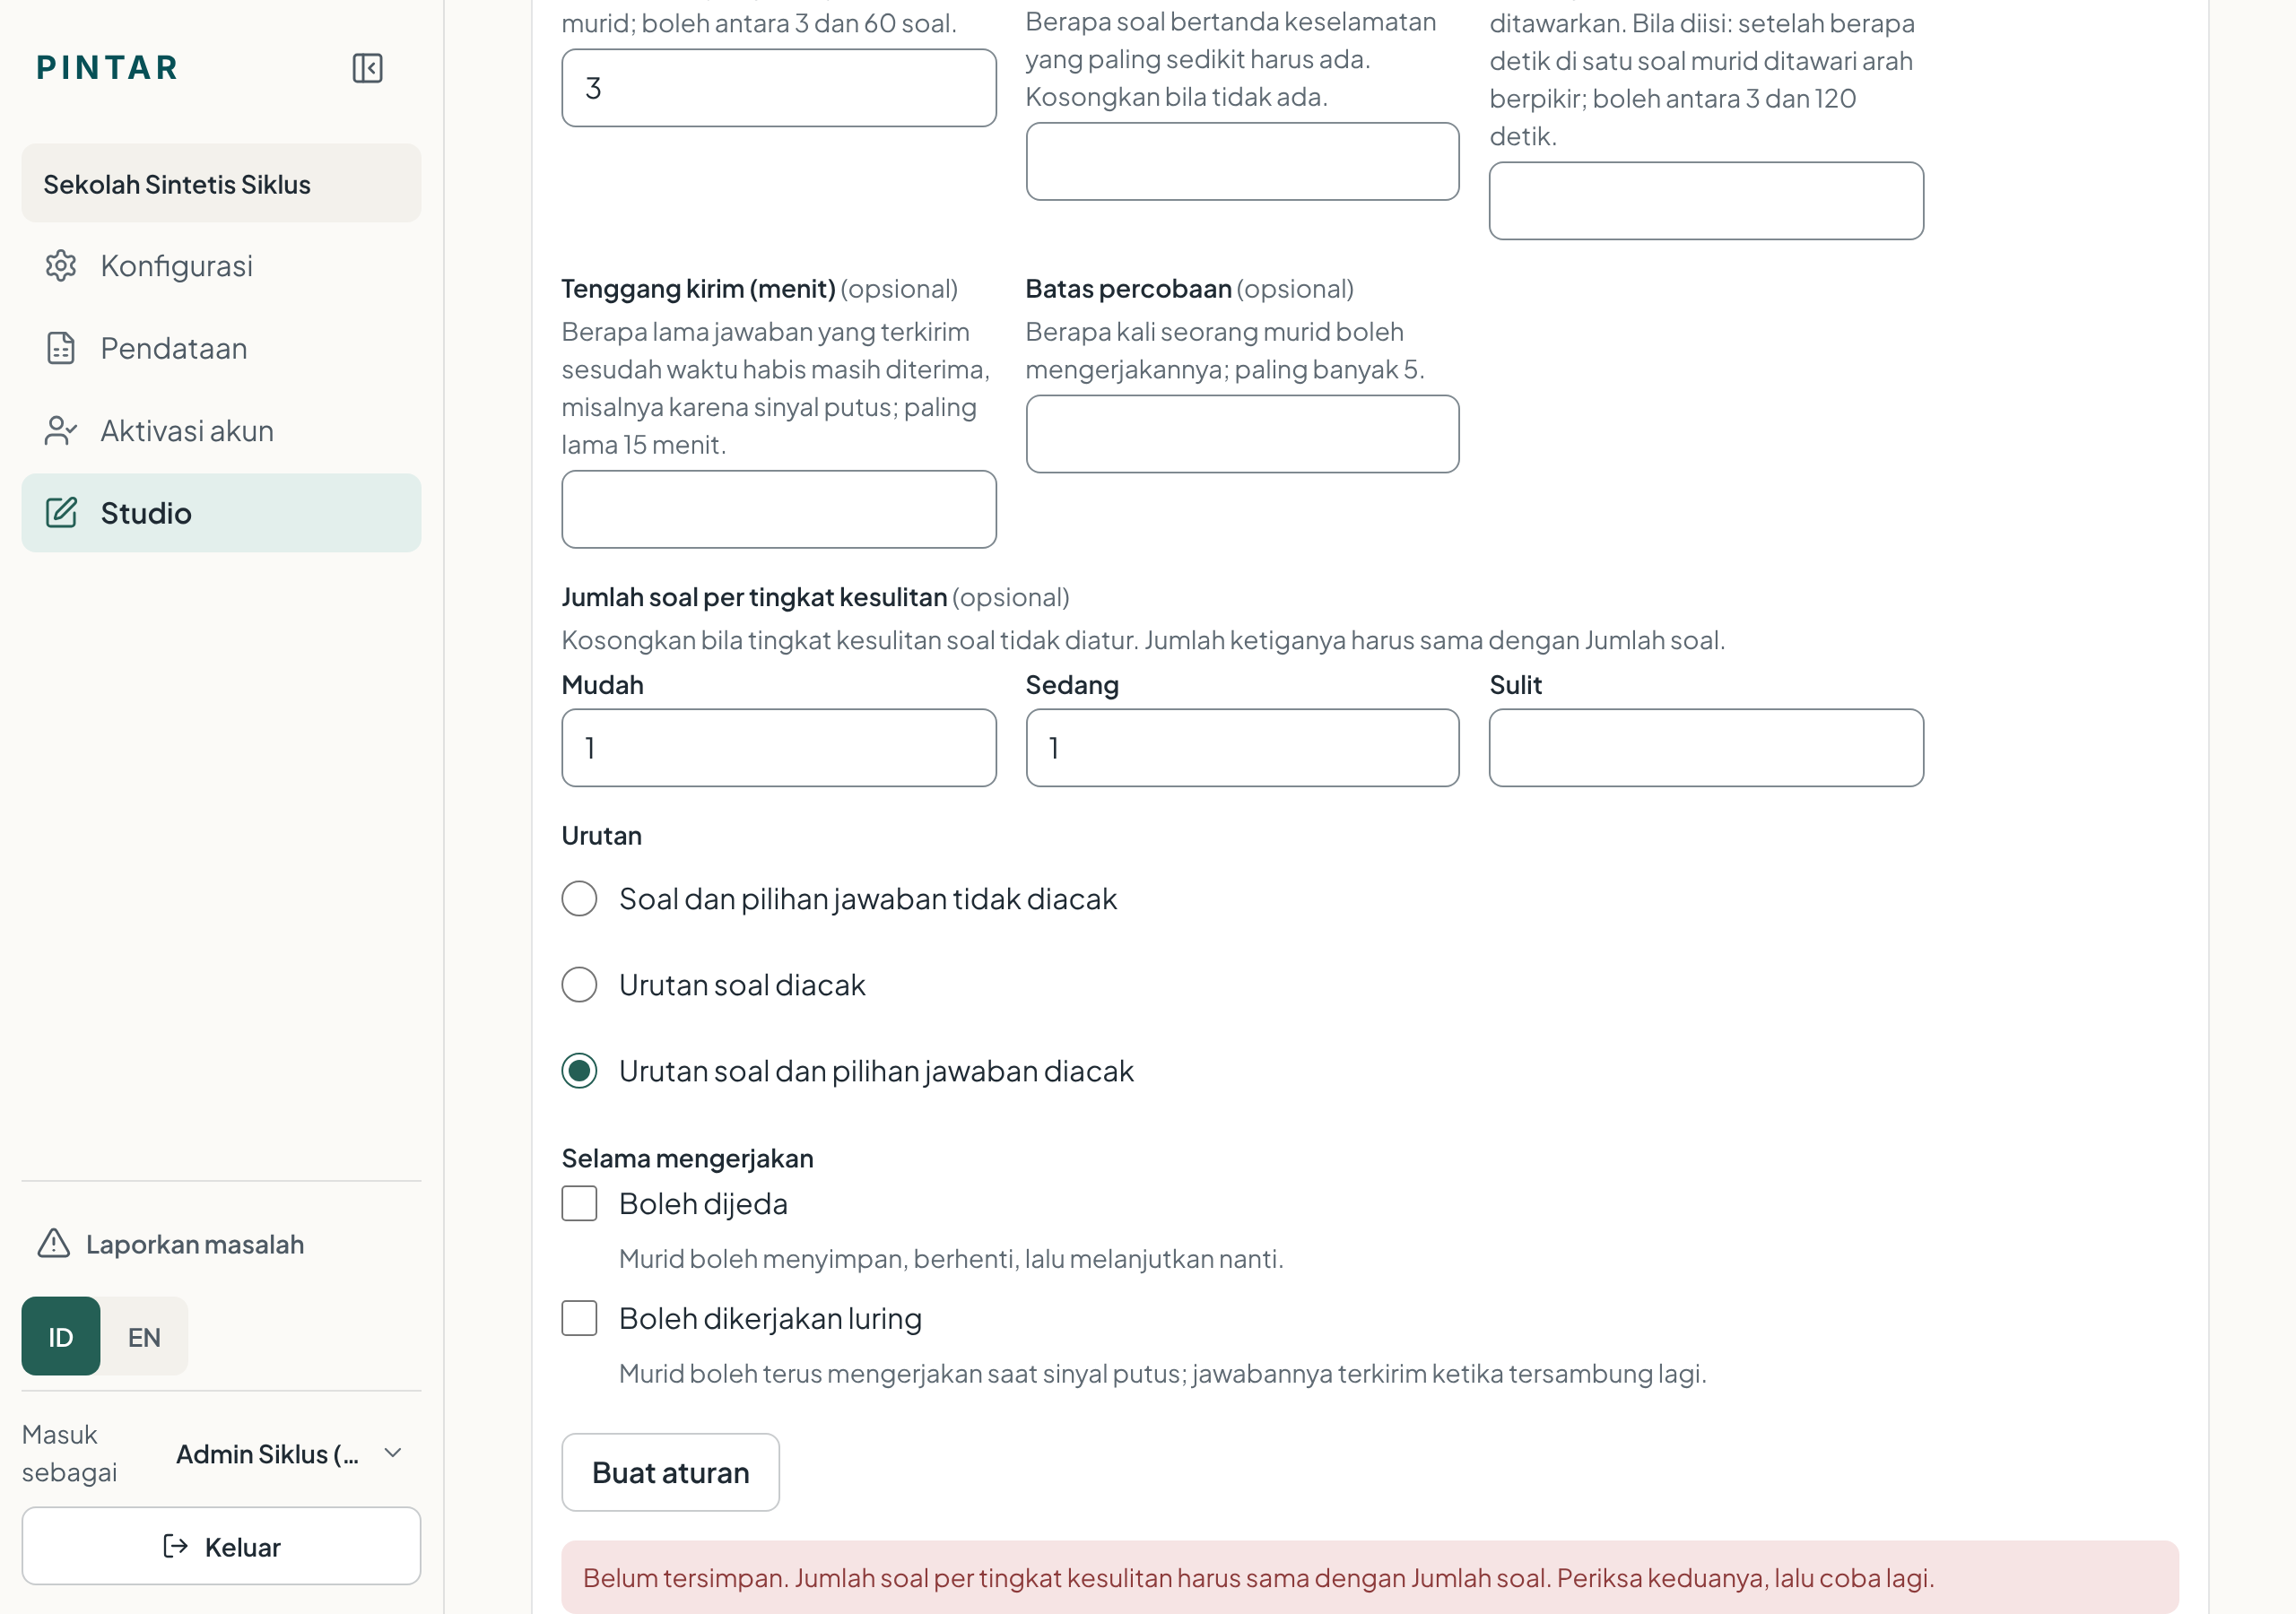 PINTAR
Sekolah Sintetis Siklus
Konfigurasi
Pendataan
Aktivasi akun
Studio
Laporkan masalah
ID EN
Masuk
sebagai
Admin Siklus (...
Keluar
murid; boleh antara 3 dan 60 soal.
3
Berapa soal bertanda keselamatan
yang paling sedikit harus ada.
Kosongkan bila tidak ada.
ditawarkan. Bila diisi: setelah berapa
detik di satu soal murid ditawari arah
berpikir; boleh antara 3 dan 120
detik.
Tenggang kirim (menit) (opsional)
Berapa lama jawaban yang terkirim
sesudah waktu habis masih diterima,
misalnya karena sinyal putus; paling
lama 15 menit.
Batas percobaan (opsional)
Berapa kali seorang murid boleh
mengerjakannya; paling banyak 5.
Jumlah soal per tingkat kesulitan (opsional)
Kosongkan bila tingkat kesulitan soal tidak diatur. Jumlah ketiganya harus sama dengan Jumlah soal.
Mudah
1
Sedang
1
Sulit
Urutan
Soal dan pilihan jawaban tidak diacak
Urutan soal diacak
Urutan soal dan pilihan jawaban diacak
Selama mengerjakan
Boleh dijeda
Murid boleh menyimpan, berhenti, lalu melanjutkan nanti.
Boleh dikerjakan luring
Murid boleh terus mengerjakan saat sinyal putus; jawabannya terkirim ketika tersambung lagi.
Buat aturan
Belum tersimpan. Jumlah soal per tingkat kesulitan harus sama dengan Jumlah soal. Periksa keduanya, lalu coba lagi.